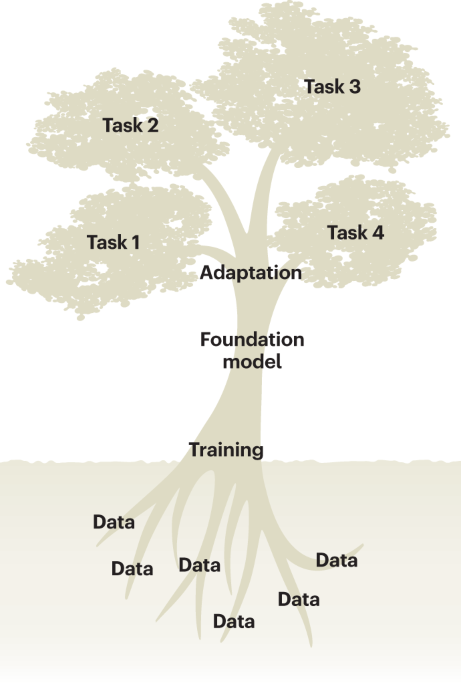 Task 3
Task 2
Task 4
Task 1
Adaptation
Foundation
model
Training
Data
Data
Data
Data
Data
Data